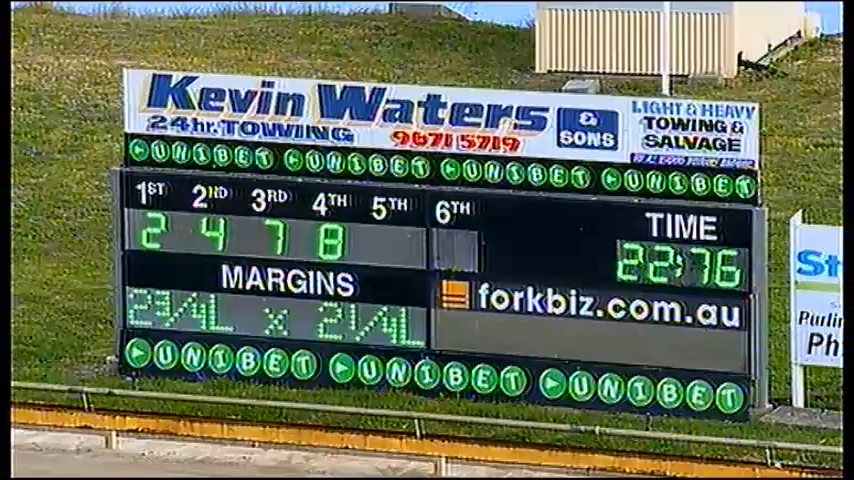 Kevin Waters & SONS
24hr. TOWING 9671 5719
LIGHT & HEAVY
TOWING &
SALVAGE
UNIBET UNIBET UNIBET UNIBET
1ST 2ND 3RD 4TH 5TH 6TH TIME
2 4 7 8 22:76
MARGINS
forkbiz.com.au
2 3/4L x 2 1/4L
UNIBET UNIBET UNIBET
Purlin
Ph